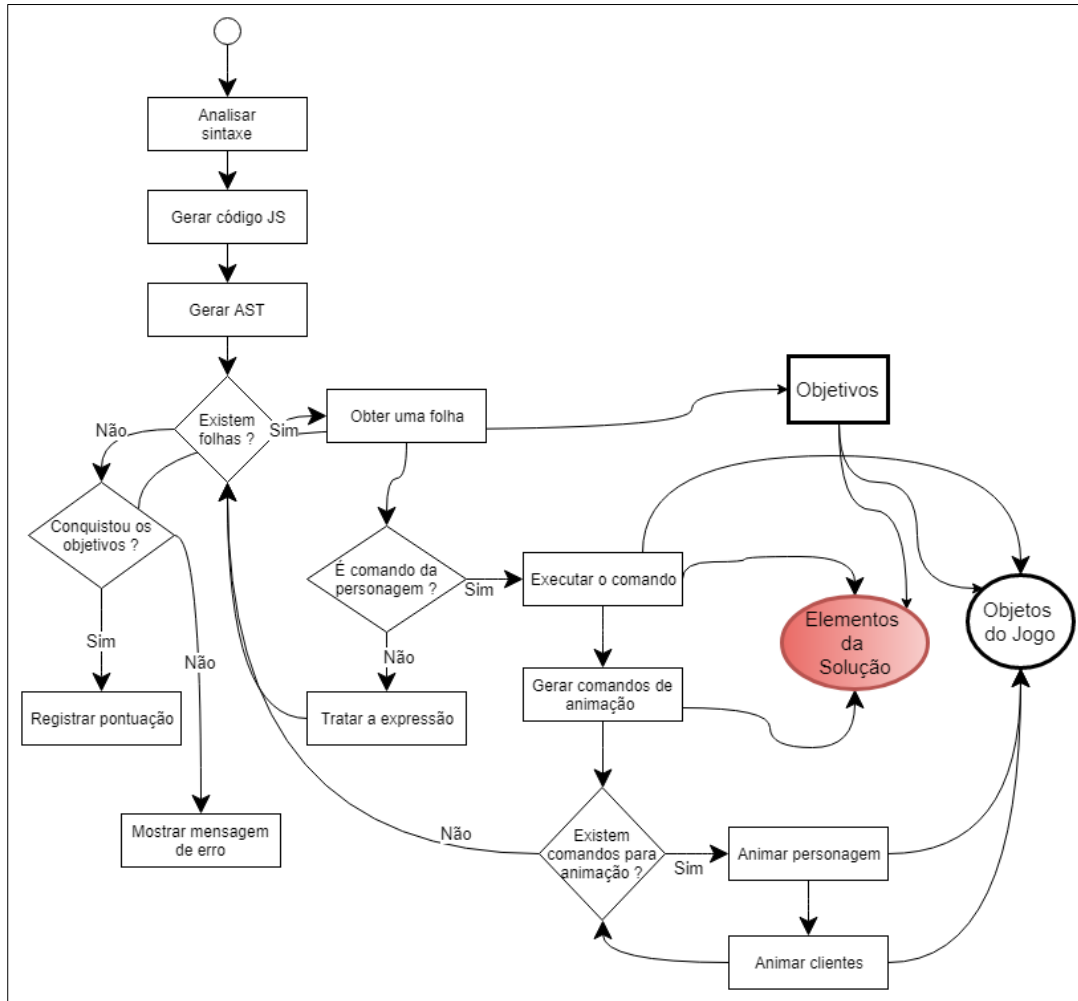 Analisar
sintaxe
Gerar código JS
Gerar AST
Existem
folhas ?
Sim
Não
Obter uma folha
Objetivos
Conquistou os
objetivos ?
É comando da
personagem ?
Sim
Executar o comando
Elementos
da
Solução
Objetos
do Jogo
Sim
Não
Não
Registrar pontuação
Tratar a expressão
Gerar comandos de
animação
Mostrar mensagem
de erro
Não
Existem
comandos para
animação ?
Sim
Animar personagem
Animar clientes